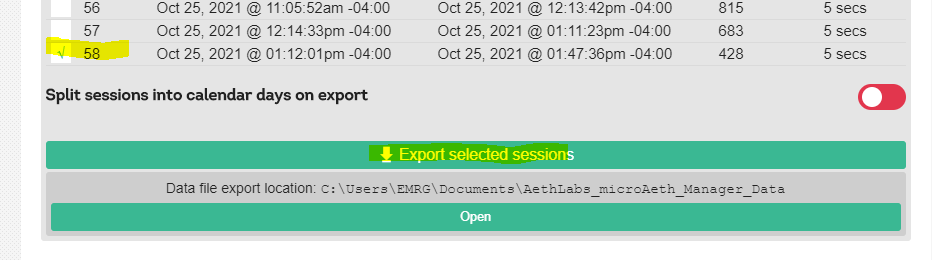 56 Oct 25, 2021 @ 11:05:52am -04:00 Oct 25, 2021 @ 12:13:42pm -04:00 815 5 secs
57 Oct 25, 2021 @ 12:14:33pm -04:00 Oct 25, 2021 @ 01:11:23pm -04:00 683 5 secs
√ 58 Oct 25, 2021 @ 01:12:01pm -04:00 Oct 25, 2021 @ 01:47:36pm -04:00 428 5 secs
Split sessions into calendar days on export
Export selected sessions
Data file export location: C:\Users\EMRG\Documents\AethLabs_microAeth_Manager_Data
Open